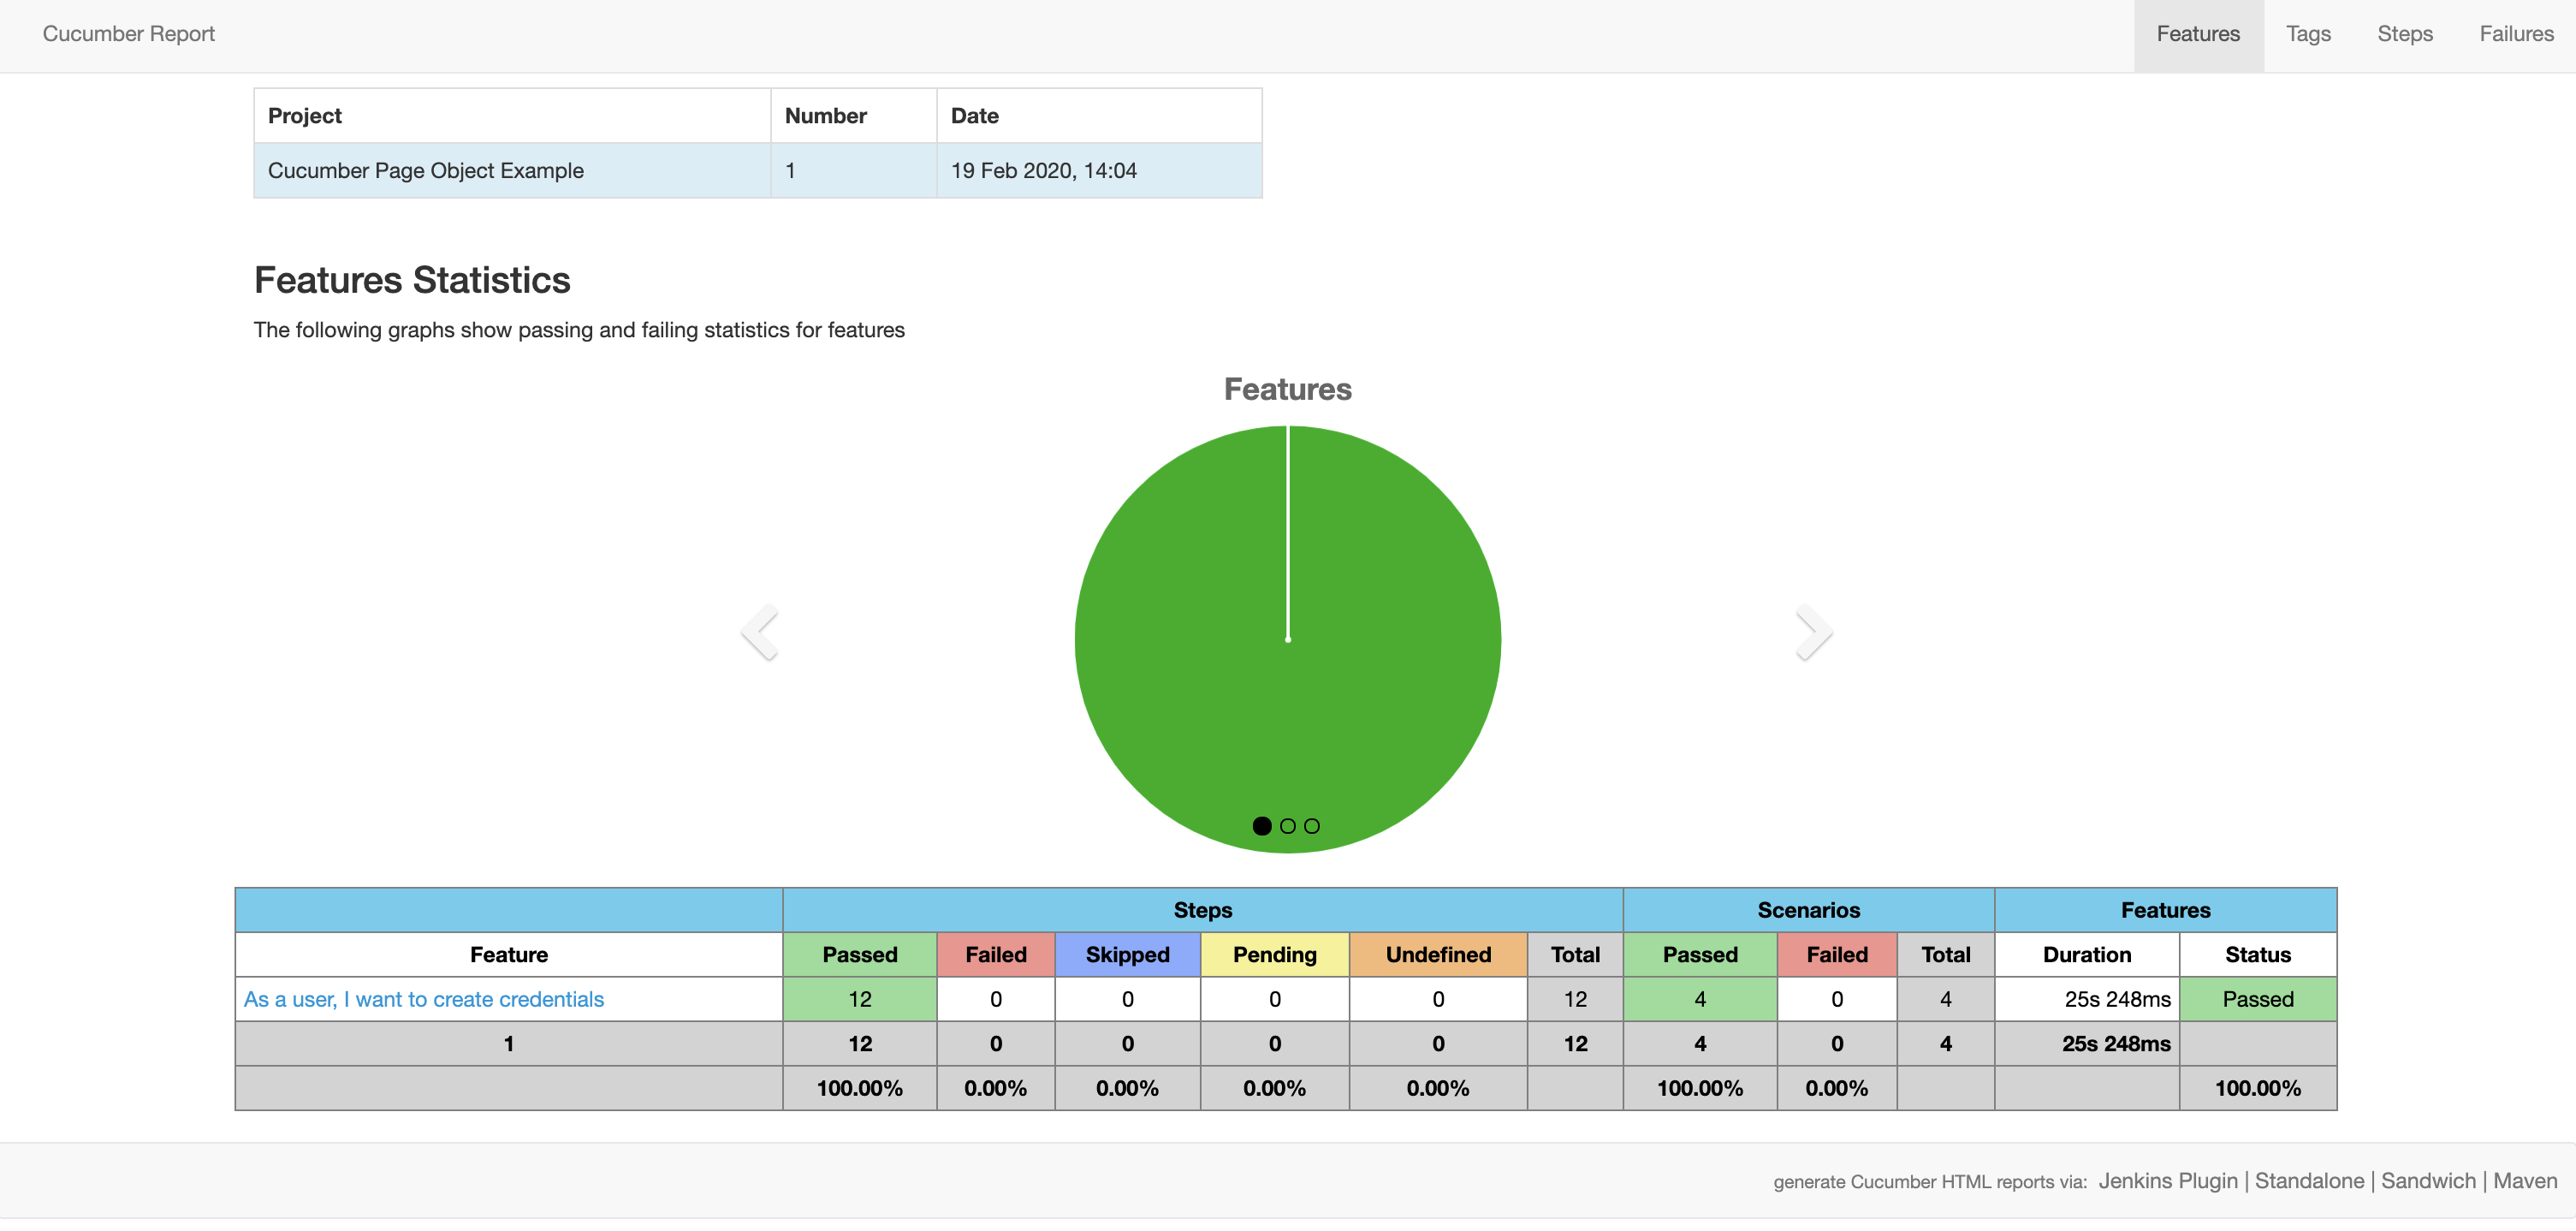 Cucumber Report Features Tags Steps Failures
Project Number Date
Cucumber Page Object Example 1 19 Feb 2020, 14:04
Features Statistics
The following graphs show passing and failing statistics for features
Features
Steps Scenarios Features
Feature Passed Failed Skipped Pending Undefined Total Passed Failed Total Duration Status
As a user, I want to create credentials 12 0 0 0 0 12 4 0 4 25s 248ms Passed
1 12 0 0 0 0 12 4 0 4 25s 248ms
100.00% 0.00% 0.00% 0.00% 0.00% 100.00% 0.00% 100.00%
generate Cucumber HTML reports via: Jenkins Plugin | Standalone | Sandwich | Maven